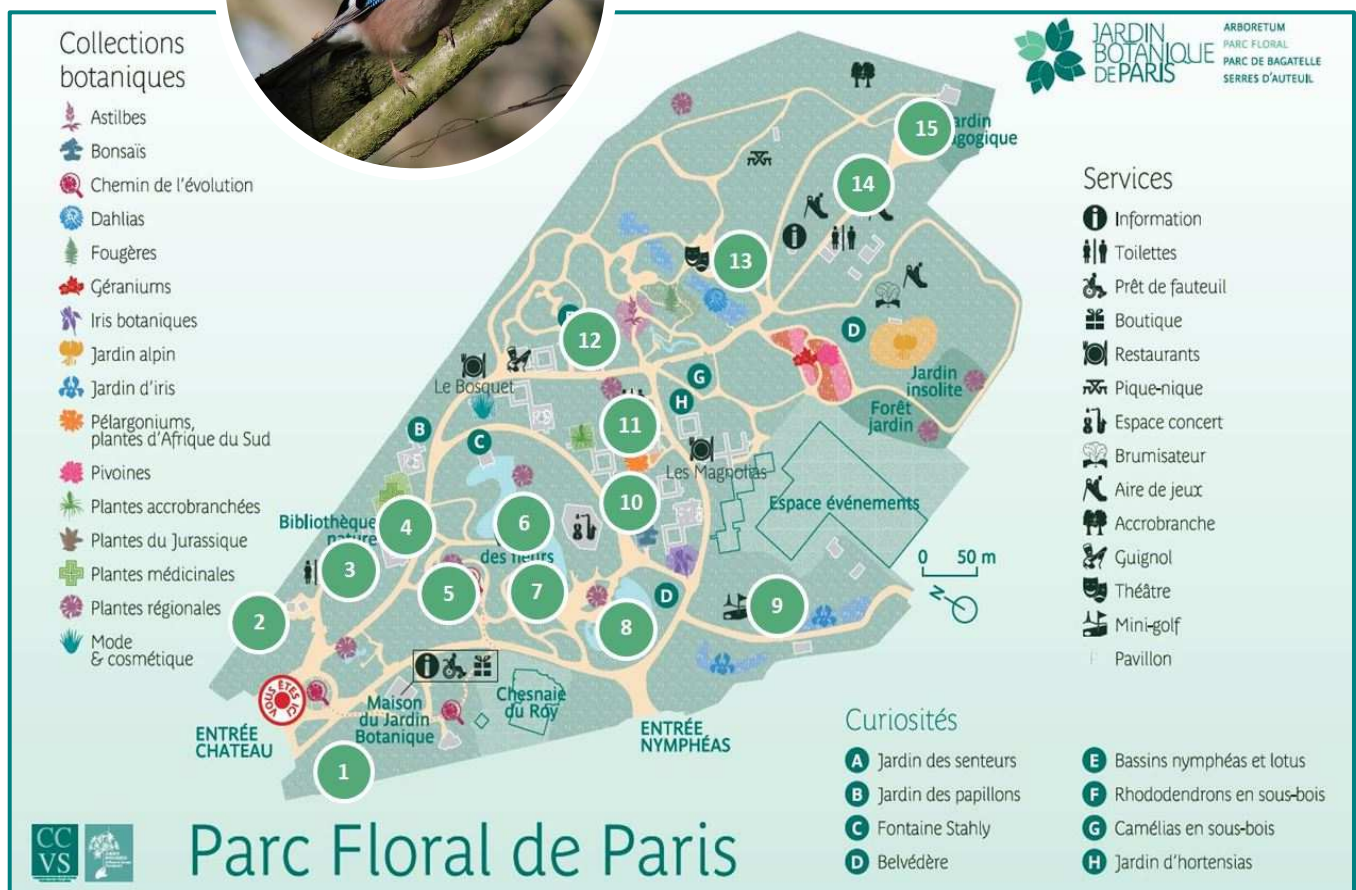 Collections
botaniques
Astilbes
Bonsaïs
Chemin de l'évolution
Dahlias
Fougères
Géraniums
Iris botaniques
Jardin alpin
Jardin d'iris
Pélargoniums,
plantes d'Afrique du Sud
Pivoines
Plantes accrobranchées
Plantes du Jurassique
Plantes médicinales
Plantes régionales
Mode
& cosmétique
JARDIN
BOTANIQUE
DE PARIS
ARBORETUM
PARC FLORAL
PARC DE BAGATELLE
SERRES D'AUTEUIL
15
14
13
12
11
10
6
4
3
5
7
2
8
9
1
Le Bosquet
B
C
G
H
D
D
Jardin
insolite
Forêt
jardin
Les Magnolias
Espace événements
Bibliothèque
nature
des fleurs
0 50 m
N
VOUS ÊTES ICI
ENTRÉE
CHATEAU
Maison
du Jardin
Botanique
Chesnaie
du Roy
ENTRÉE
NYMPHÉAS
Services
Information
Toilettes
Prêt de fauteuil
Boutique
Restaurants
Pique-nique
Espace concert
Brumisateur
Aire de jeux
Accrobranche
Guignol
Théâtre
Mini-golf
Pavillon
Curiosités
A Jardin des senteurs
B Jardin des papillons
C Fontaine Stahly
D Belvédère
E Bassins nymphéas et lotus
F Rhododendrons en sous-bois
G Camélias en sous-bois
H Jardin d'hortensias
CC
VS
Parc Floral de Paris